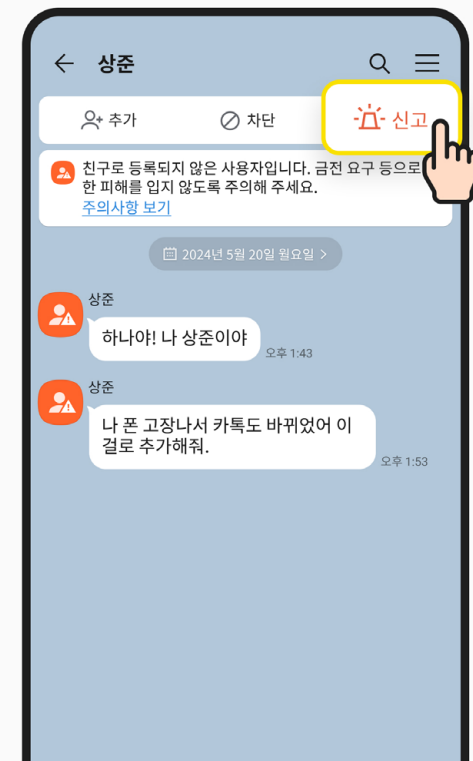 상준
추가 차단 신고
친구로 등록되지 않은 사용자입니다. 금전 요구 등으로
한 피해를 입지 않도록 주의해 주세요.
주의사항 보기
2024년 5월 20일 월요일 >
상준
하나야! 나 상준이야
오후 1:43
상준
나 폰 고장나서 카톡도 바뀌었어 이
걸로 추가해줘.
오후 1:53